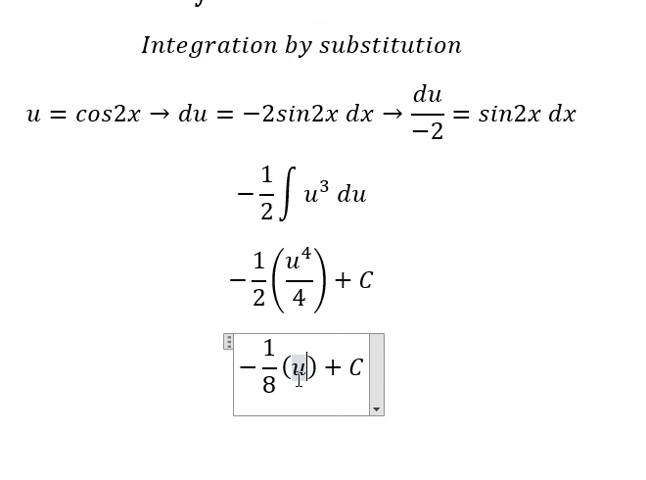 Integration by substitution
u = cos2x → du = −2sin2x dx → du/−2 = sin2x dx
−1/2 ∫ u³ du
−1/2 (u⁴/4) + C
−1/8 (u) + C